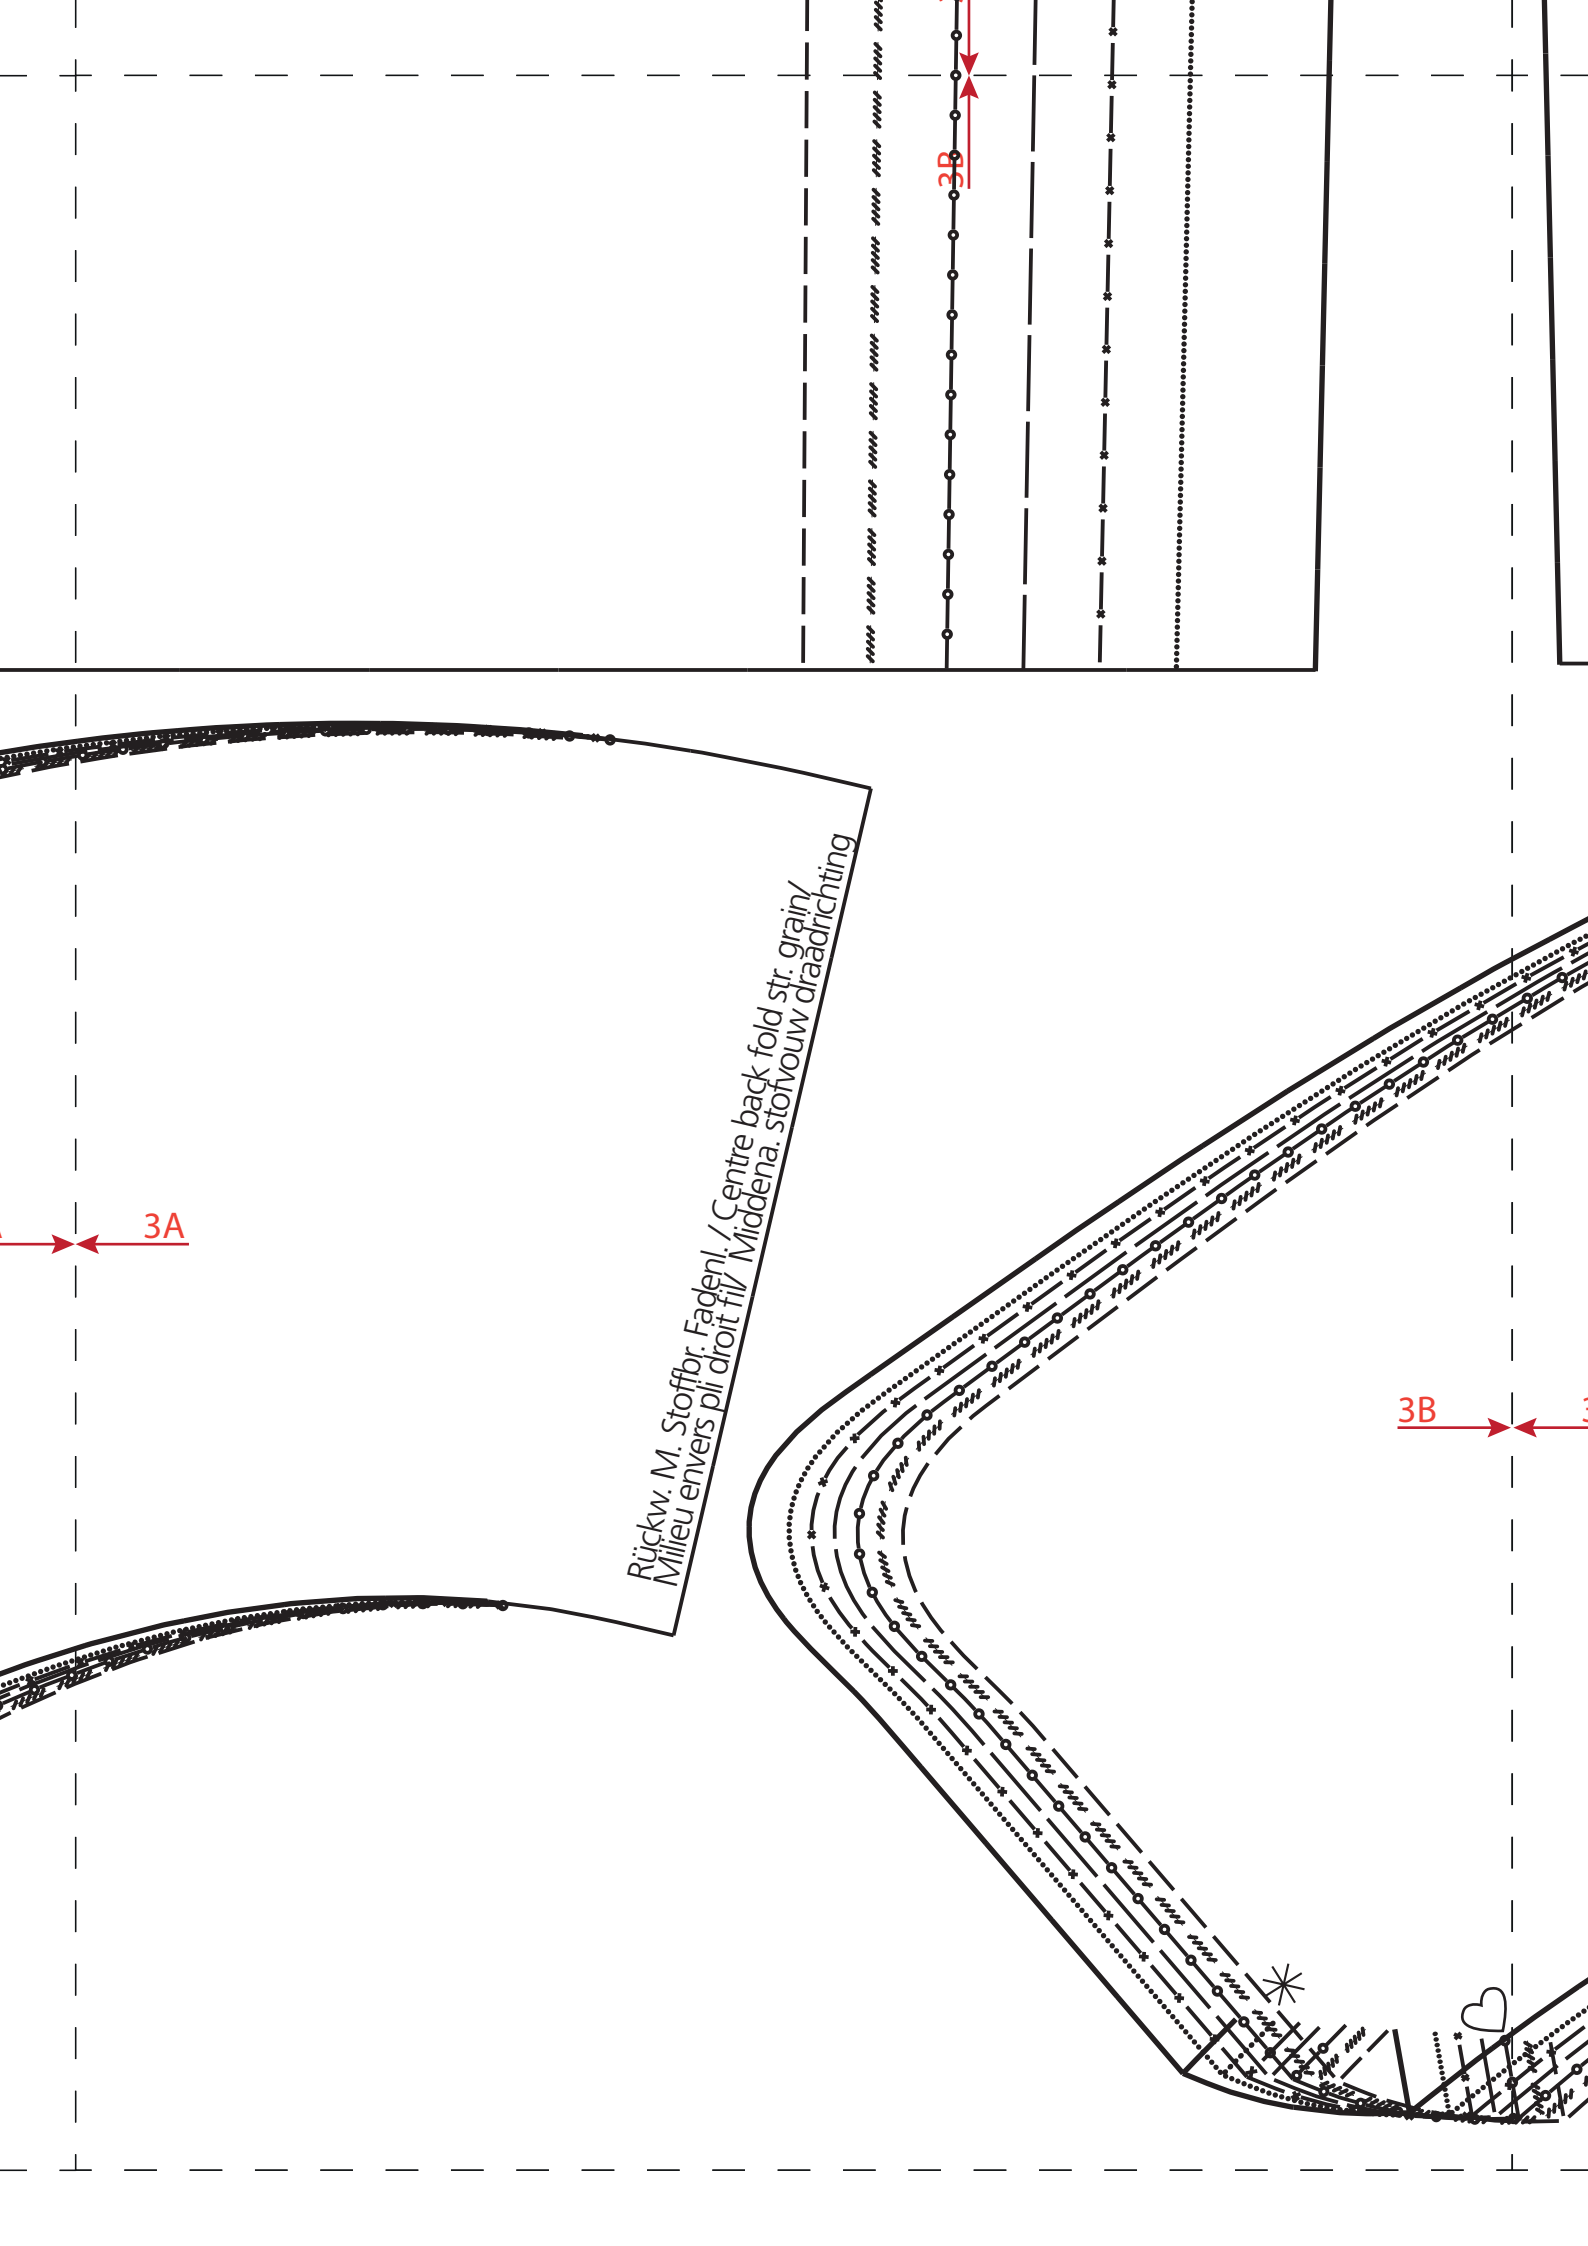 3B
Rückw. M. Stoffbr. Fadenl. / Centre back fold str. grain/
Milieu envers pli droit fil/ Middena. stofvouw draadrichting
3A
3B